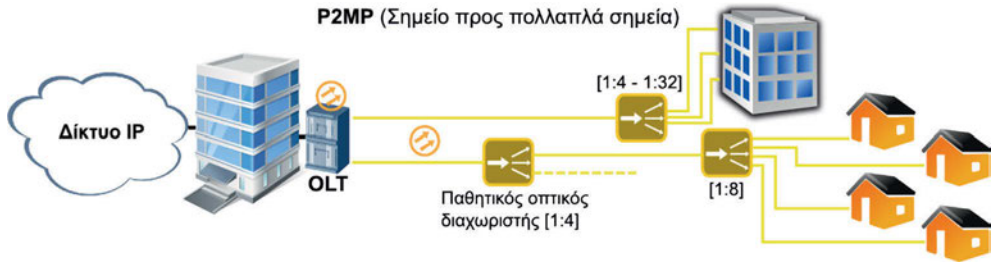 P2MP (Σημείο προς πολλαπλά σημεία)
[1:4 - 1:32]
Δίκτυο IP
OLT
Παθητικός οπτικός
διαχωριστής [1:4]
[1:8]